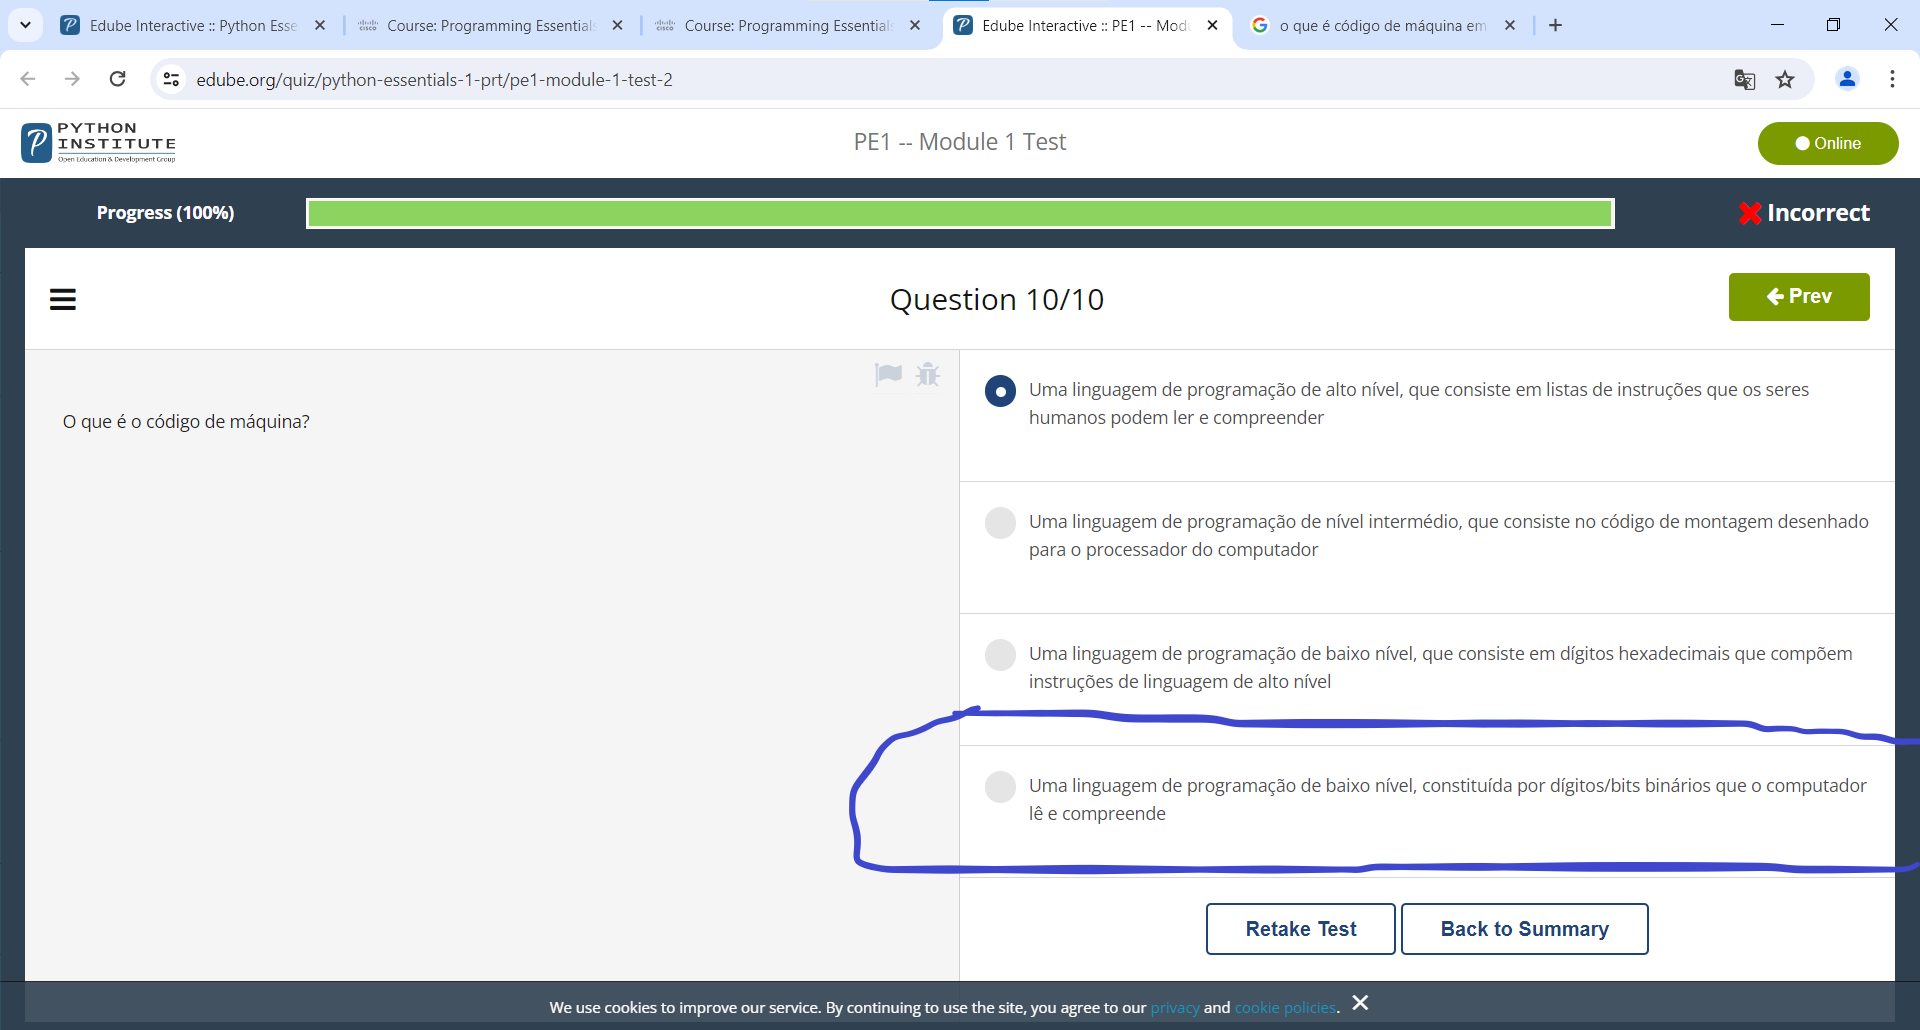 Edube Interactive :: Python Esse
Course: Programming Essentials
Course: Programming Essentials
Edube Interactive :: PE1 -- Modu
o que é código de máquina em
edube.org/quiz/python-essentials-1-prt/pe1-module-1-test-2
PYTHON
INSTITUTE
Open Education & Development Group
PE1 -- Module 1 Test
Online
Progress (100%)
Incorrect
Question 10/10
Prev
O que é o código de máquina?
Uma linguagem de programação de alto nível, que consiste em listas de instruções que os seres
humanos podem ler e compreender
Uma linguagem de programação de nível intermédio, que consiste no código de montagem desenhado
para o processador do computador
Uma linguagem de programação de baixo nível, que consiste em dígitos hexadecimais que compõem
instruções de linguagem de alto nível
Uma linguagem de programação de baixo nível, constituída por dígitos/bits binários que o computador
lê e compreende
Retake Test
Back to Summary
We use cookies to improve our service. By continuing to use the site, you agree to our privacy and cookie policies.